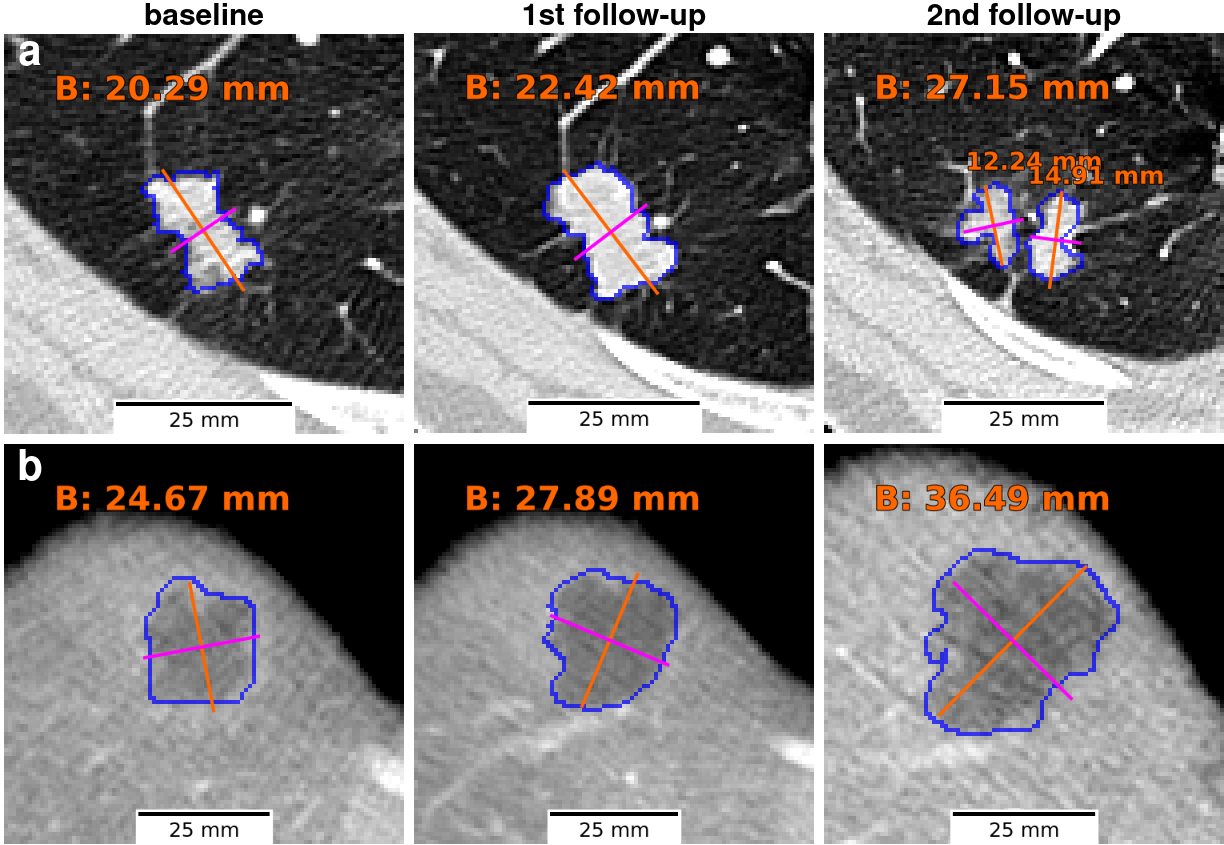 baseline
1st follow-up
2nd follow-up
a
B: 20.29 mm
B: 22.42 mm
B: 27.15 mm
12.24 mm
14.91 mm
25 mm
25 mm
25 mm
b
B: 24.67 mm
B: 27.89 mm
B: 36.49 mm
25 mm
25 mm
25 mm